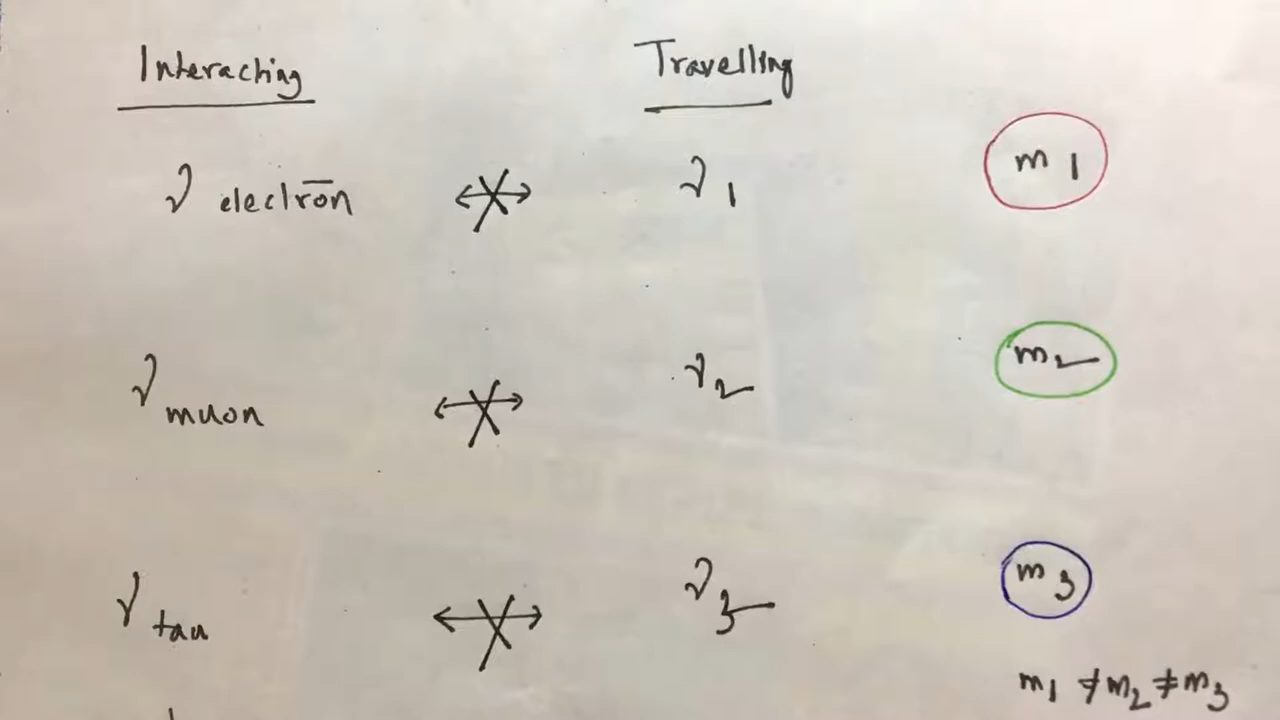 Interacting Travelling
ν electron ↔ ν1 m1
ν muon ↔ ν2 m2
ν tau ↔ ν3 m3
m1 ≠ m2 ≠ m3